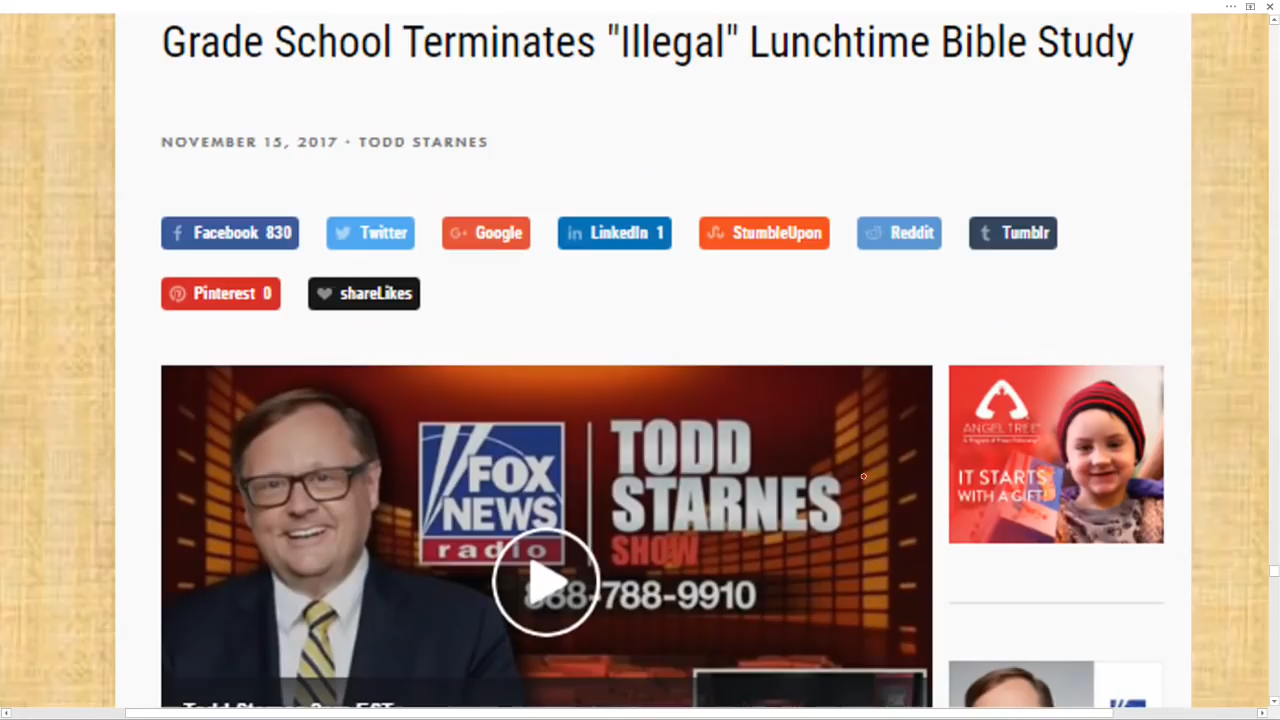 Grade School Terminates "Illegal" Lunchtime Bible Study
NOVEMBER 15, 2017 · TODD STARNES
Facebook 830
Twitter
Google
LinkedIn 1
StumbleUpon
Reddit
Tumblr
Pinterest 0
shareLikes
FOX
NEWS
radio
TODD
STARNES
SHOW
888-788-9910
ANGEL TREE
IT STARTS
WITH A GIFT!